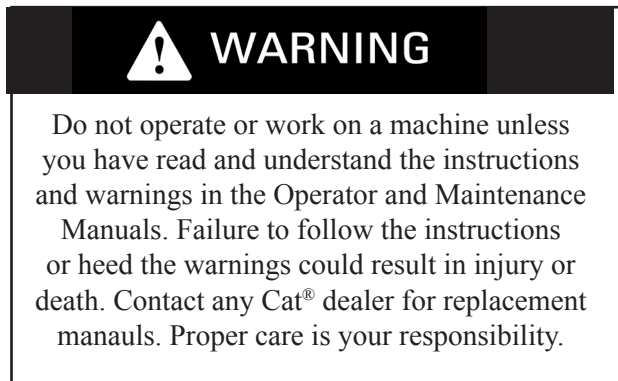 WARNING
Do not operate or work on a machine unless
you have read and understand the instructions
and warnings in the Operator and Maintenance
Manuals. Failure to follow the instructions
or heed the warnings could result in injury or
death. Contact any Cat® dealer for replacement
manauls. Proper care is your responsibility.